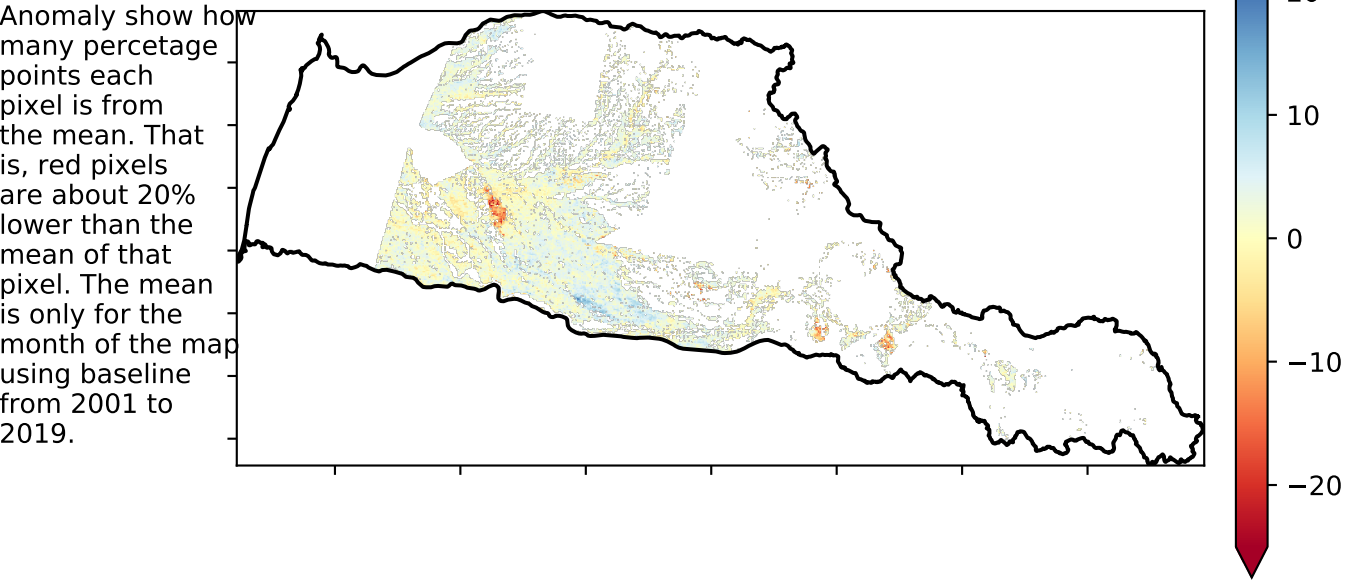 Anomaly show how
many percetage
points each
pixel is from
the mean. That
is, red pixels
are about 20%
lower than the
mean of that
pixel. The mean
is only for the
month of the map
using baseline
from 2001 to
2019.
10
0
−10
−20